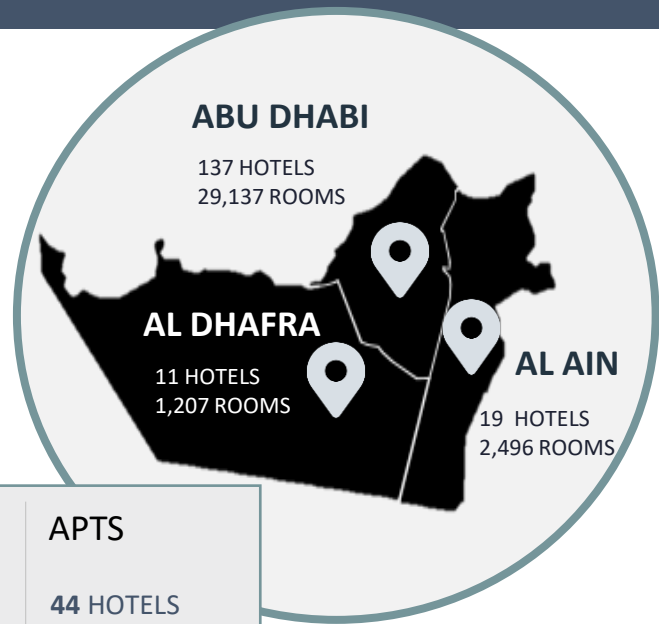 ABU DHABI
137 HOTELS
29,137 ROOMS
AL DHAFRA
11 HOTELS
1,207 ROOMS
AL AIN
19 HOTELS
2,496 ROOMS
APTS
44 HOTELS